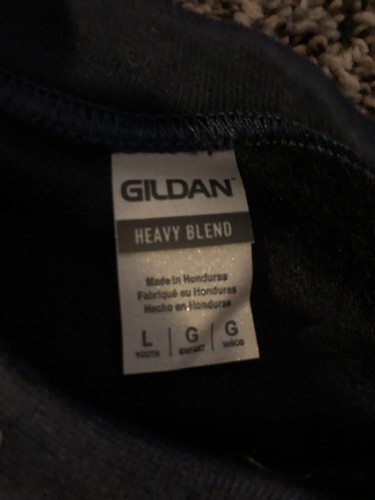 GILDAN
HEAVY BLEND
Made in Honduras
Fabriqué au Honduras
Hecho en Honduras
L | G | G
YOUTH ENFANT NIÑOS